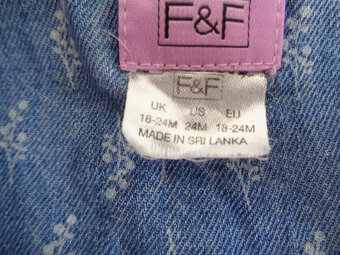 F&F
F&F
UK US EU
18-24M 24M 18-24M
MADE IN SRI LANKA